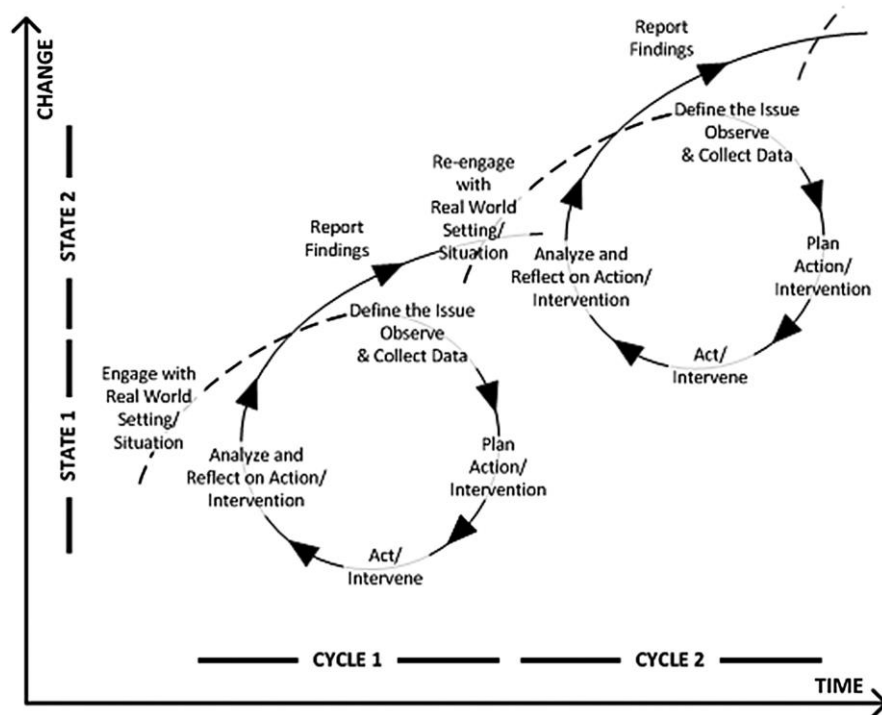 CHANGE
STATE 2
STATE 1
Report
Findings
Define the Issue
Observe
& Collect Data
Re-engage
with
Real World
Setting/
Situation
Plan
Action/
Intervention
Analyze and
Reflect on Action/
Intervention
Act/
Intervene
Report
Findings
Define the Issue
Observe
& Collect Data
Engage with
Real World
Setting/
Situation
Plan
Action/
Intervention
Analyze and
Reflect on Action/
Intervention
Act/
Intervene
CYCLE 1
CYCLE 2
TIME